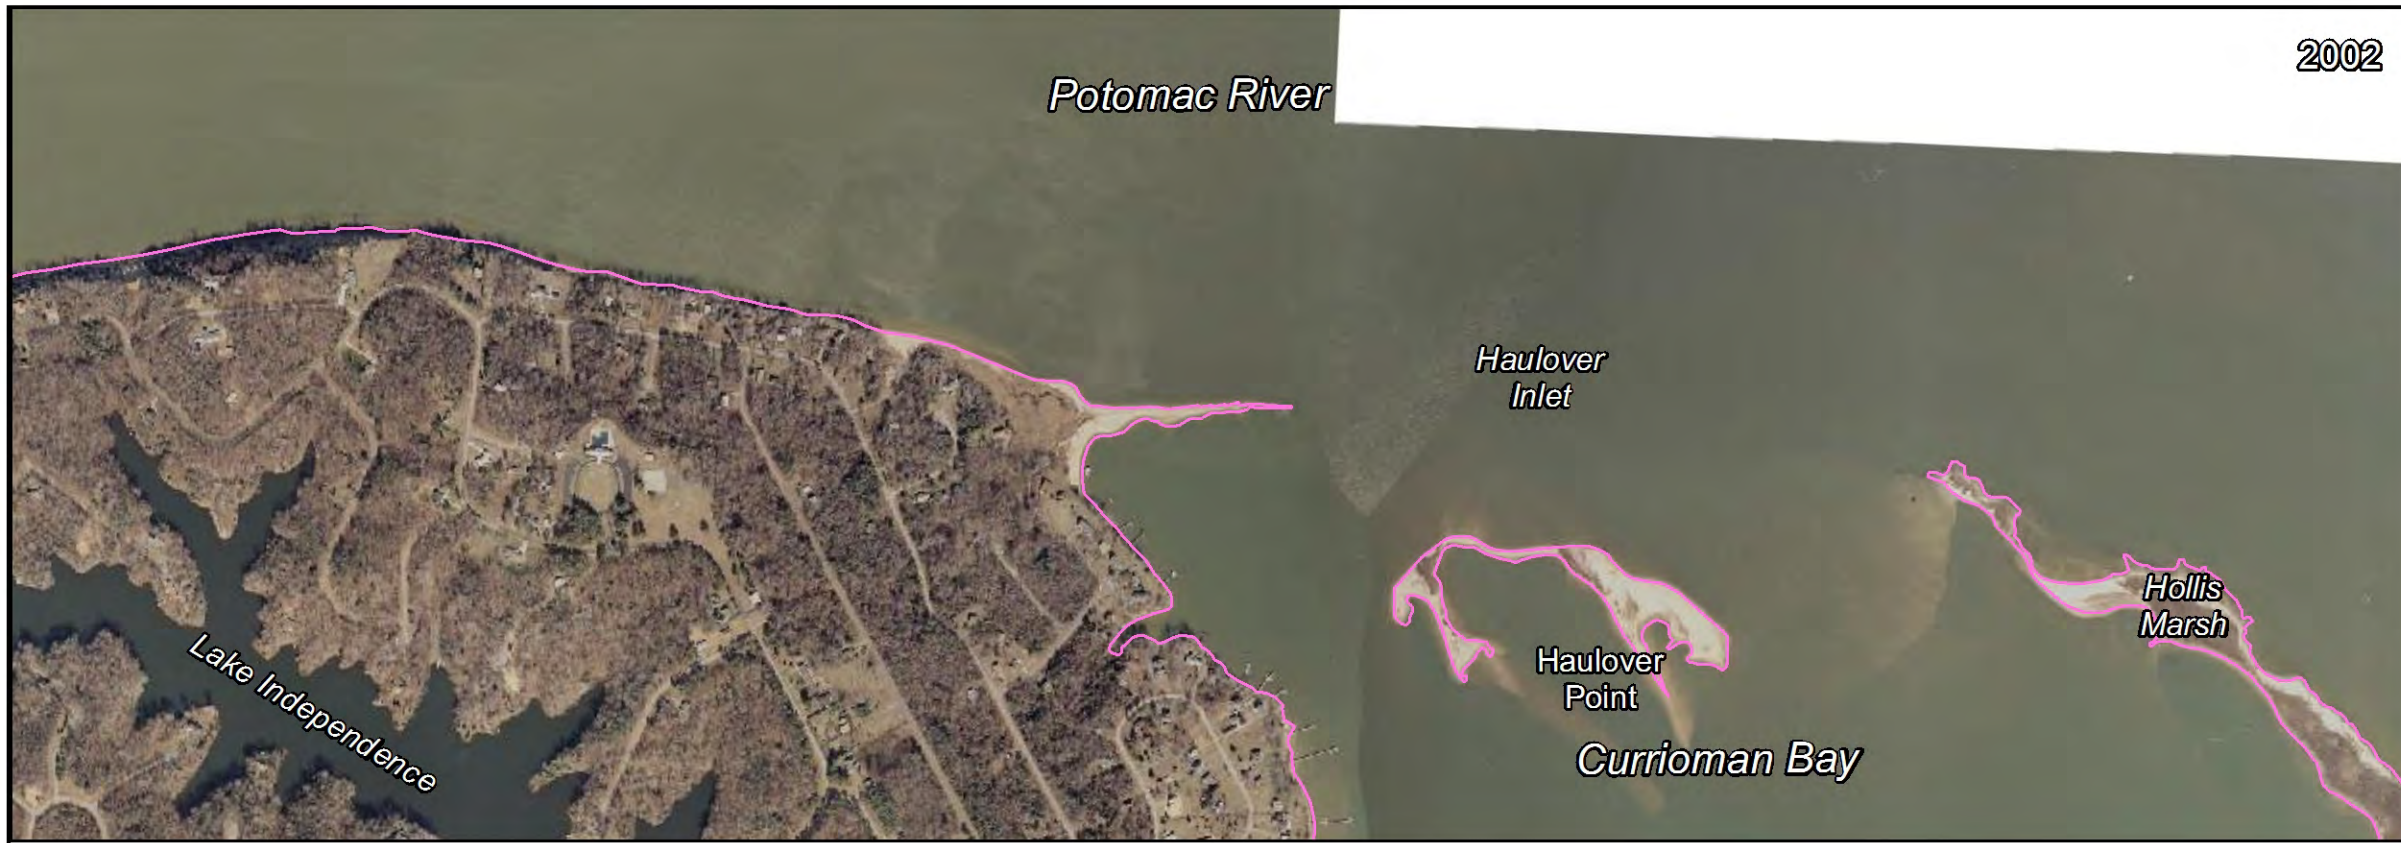 2002
Potomac River
Haulover
Inlet
Hollis
Marsh
Haulover
Point
Lake Independence
Currioman Bay